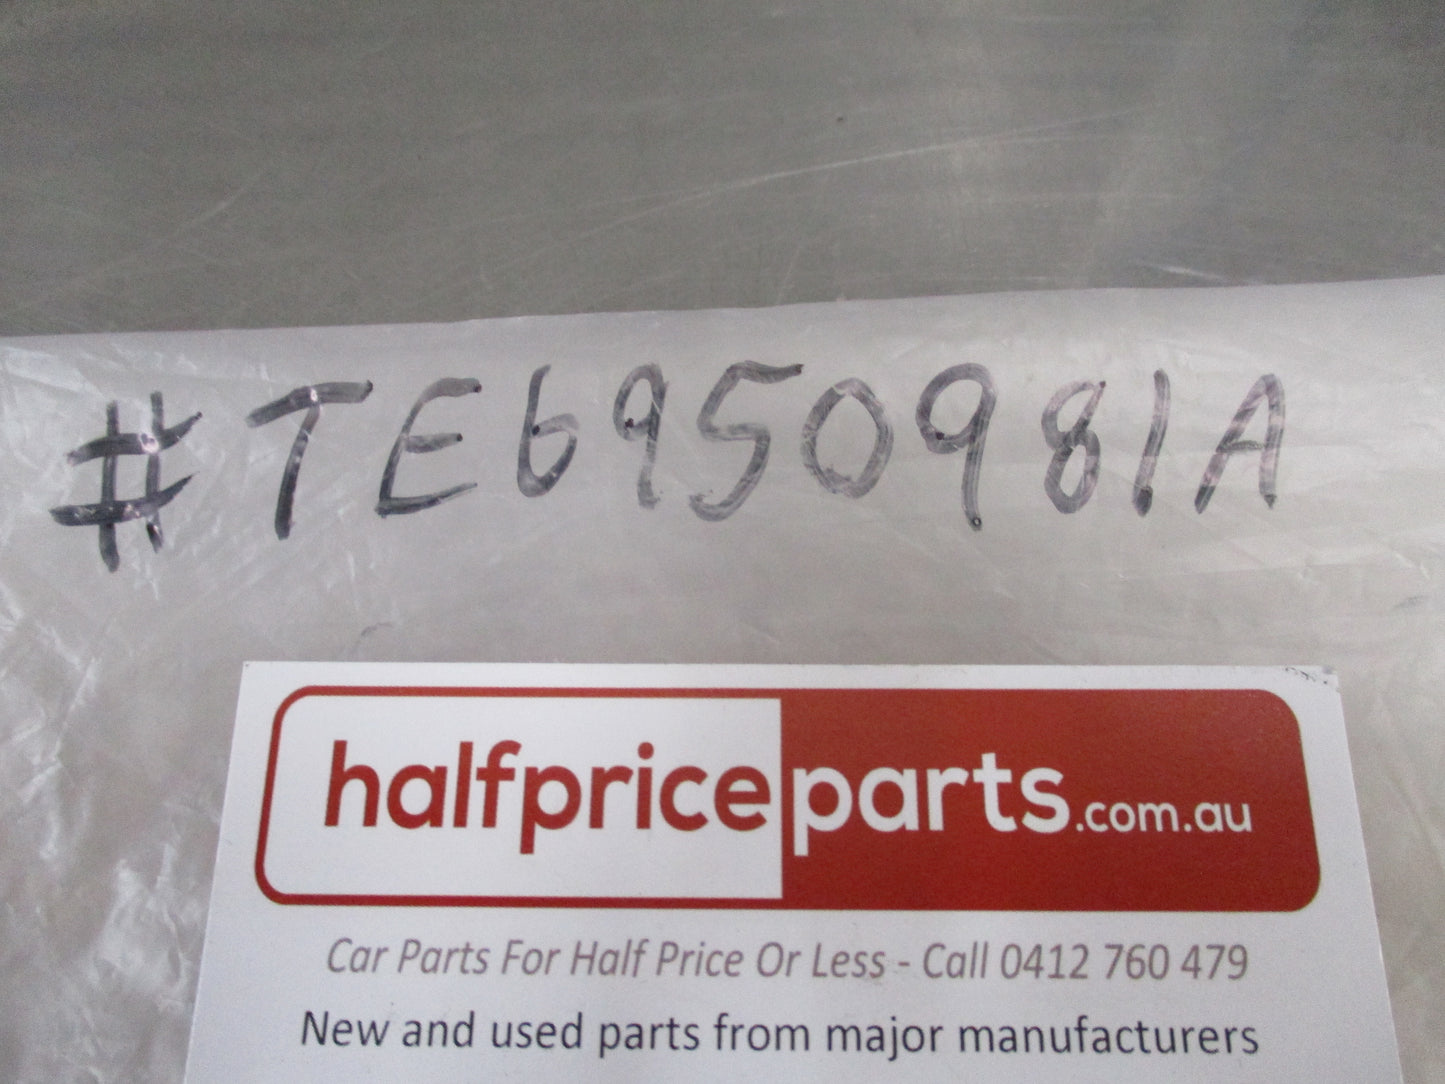 #TE6950981A
halfpriceparts.com.au
Car Parts For Half Price Or Less - Call 0412 760 479
New and used parts from major manufacturers